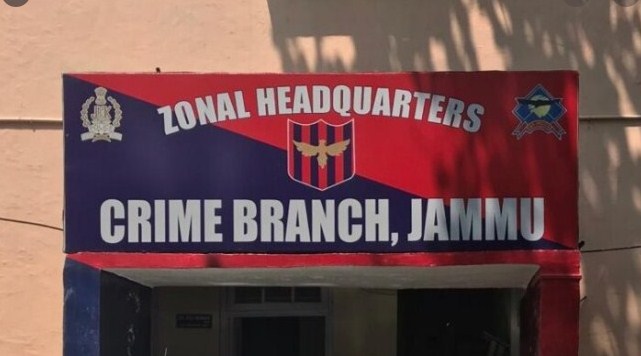 ZONAL HEADQUARTERS
CRIME BRANCH, JAMMU